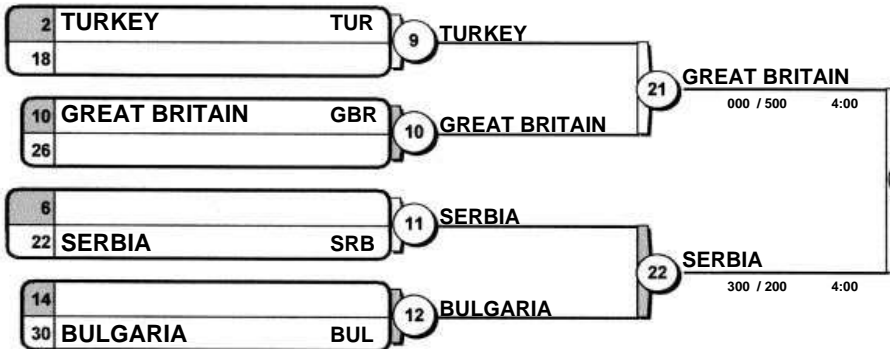 2 TURKEY TUR
18
9 TURKEY
10 GREAT BRITAIN GBR
26
10 GREAT BRITAIN
21 GREAT BRITAIN
000 / 500 4:00
6
22 SERBIA SRB
11 SERBIA
14
30 BULGARIA BUL
12 BULGARIA
22 SERBIA
300 / 200 4:00